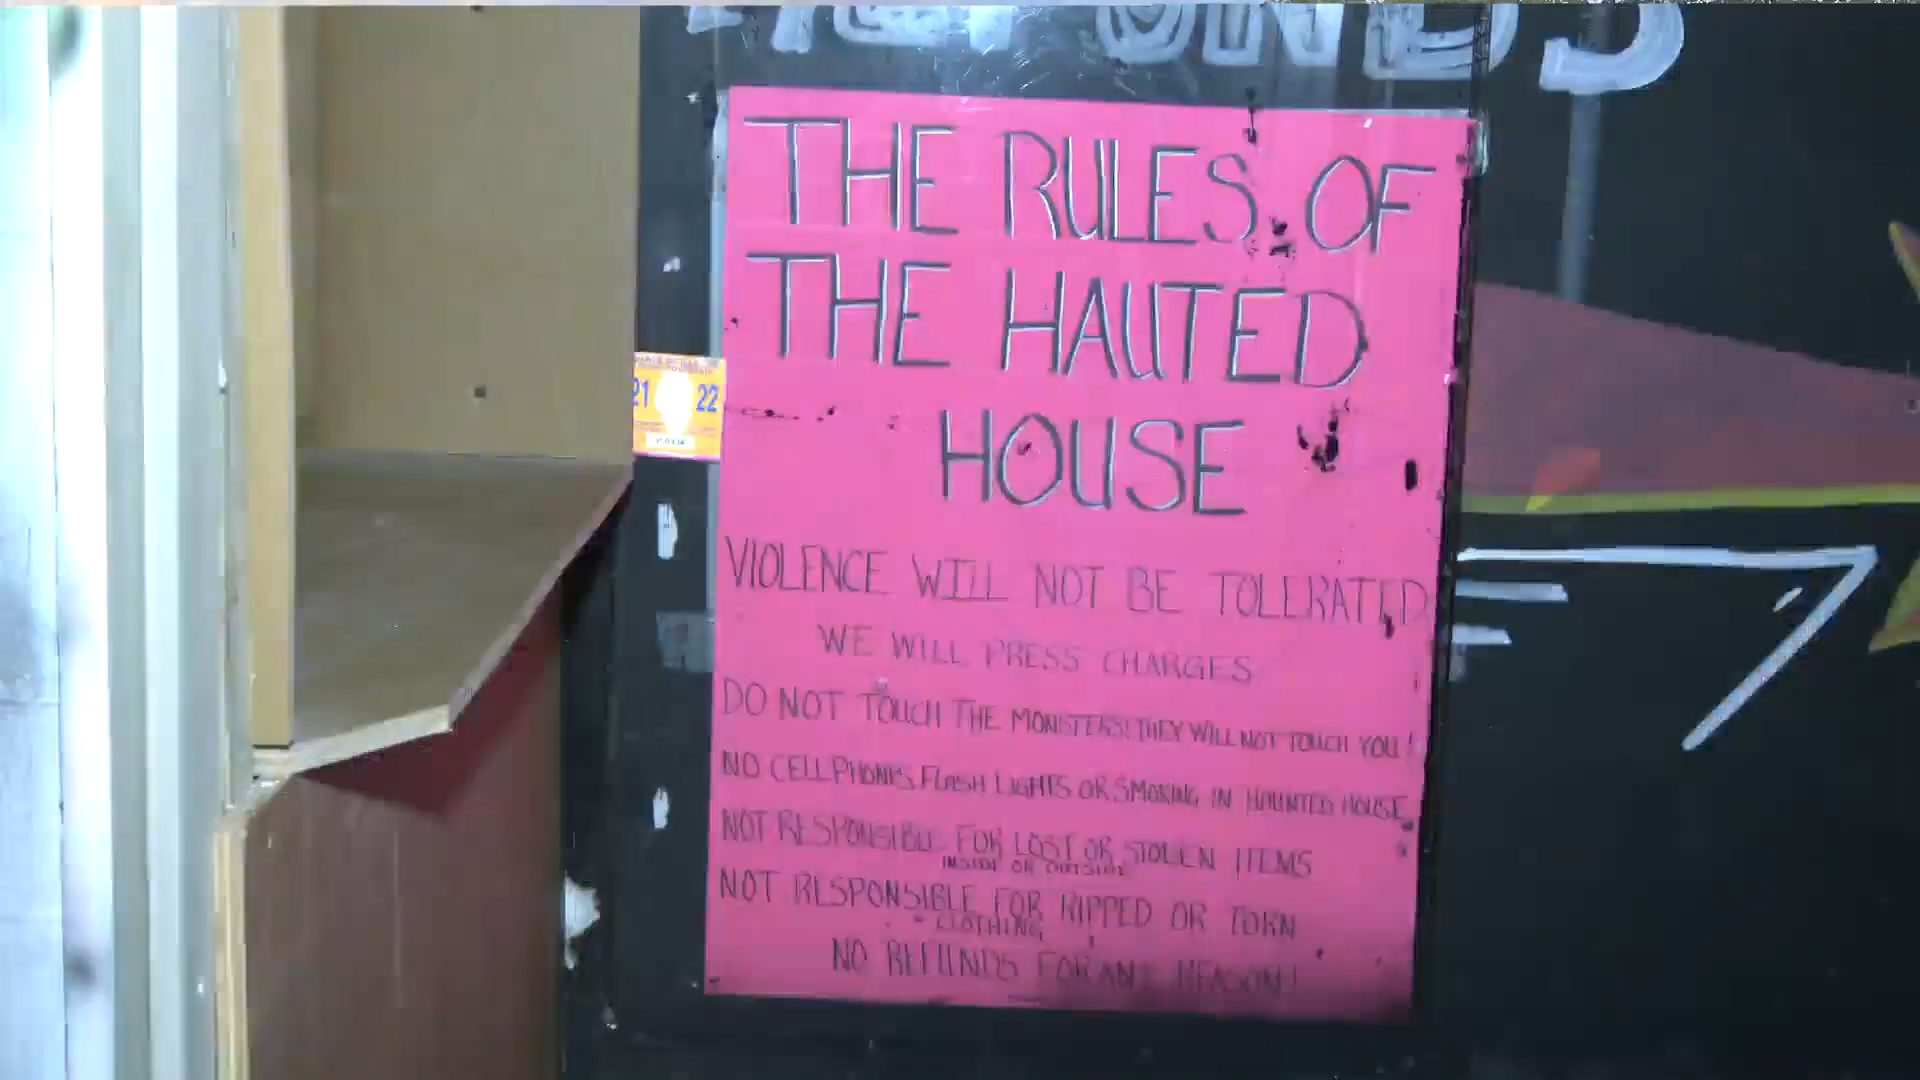 REFUNDS
THE RULES OF
THE HAUTED
HOUSE
VIOLENCE WILL NOT BE TOLERATED
WE WILL PRESS CHARGES
DO NOT TOUCH THE MONSTERS! THEY WILL NOT TOUCH YOU!
NO CELLPHONES, FLASH LIGHTS OR SMOKING IN HAUNTED HOUSE
NOT RESPONSIBLE FOR LOST OR STOLEN ITEMS
INSIDE OR OUTSIDE
NOT RESPONSIBLE FOR RIPPED OR TORN
CLOTHING
NO REFUNDS FOR ANY REASON!
21 22